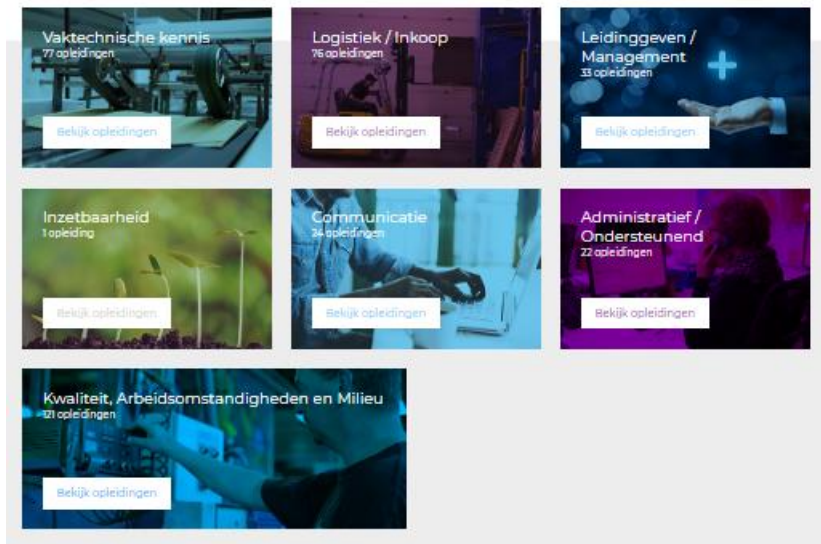 Vaktechnische kennis
77 opleidingen
Bekijk opleidingen
Logistiek / Inkoop
76 opleidingen
Bekijk opleidingen
Leidinggeven /
Management
33 opleidingen
Bekijk opleidingen
Inzetbaarheid
1 opleiding
Bekijk opleidingen
Communicatie
24 opleidingen
Bekijk opleidingen
Administratief /
Ondersteunend
22 opleidingen
Bekijk opleidingen
Kwaliteit, Arbeidsomstandigheden en Milieu
121 opleidingen
Bekijk opleidingen